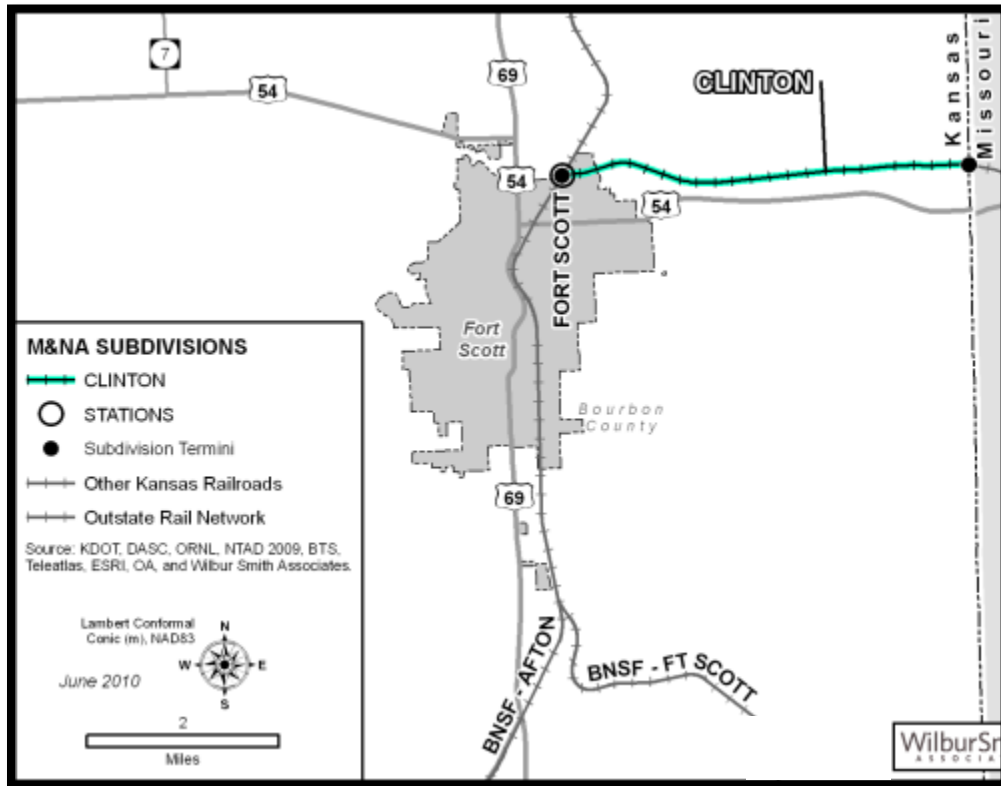 7
54
69
CLINTON
Kansas
Missouri
54
54
FORT SCOTT
Fort
Scott
Bourbon
County
69
BNSF - AFTON
BNSF - FT SCOTT
M&NA SUBDIVISIONS
CLINTON
STATIONS
Subdivision Termini
Other Kansas Railroads
Outstate Rail Network
Source: KDOT, DASC, ORNL, NTAD 2009, BTS,
Teleatlas, ESRI, OA, and Wilbur Smith Associates.
Lambert Conformal
Conic (m), NAD83
N
W
E
S
June 2010
2
Miles
WilburSm
ASSOCIA